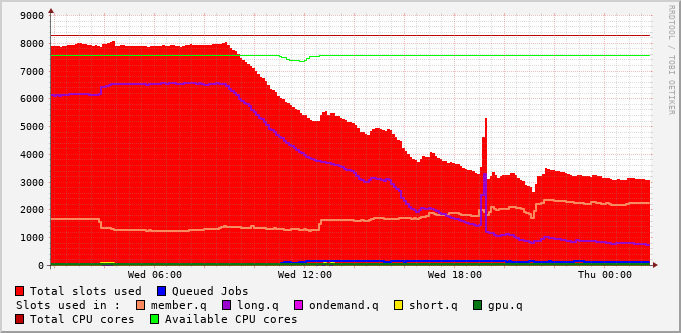 9000
8000
7000
6000
5000
4000
3000
2000
1000
0
Wed 06:00 Wed 12:00 Wed 18:00 Thu 00:00
RRDTOOL / TOBI OETIKER
Total slots used Queued Jobs
Slots used in : member.q long.q ondemand.q short.q gpu.q
Total CPU cores Available CPU cores